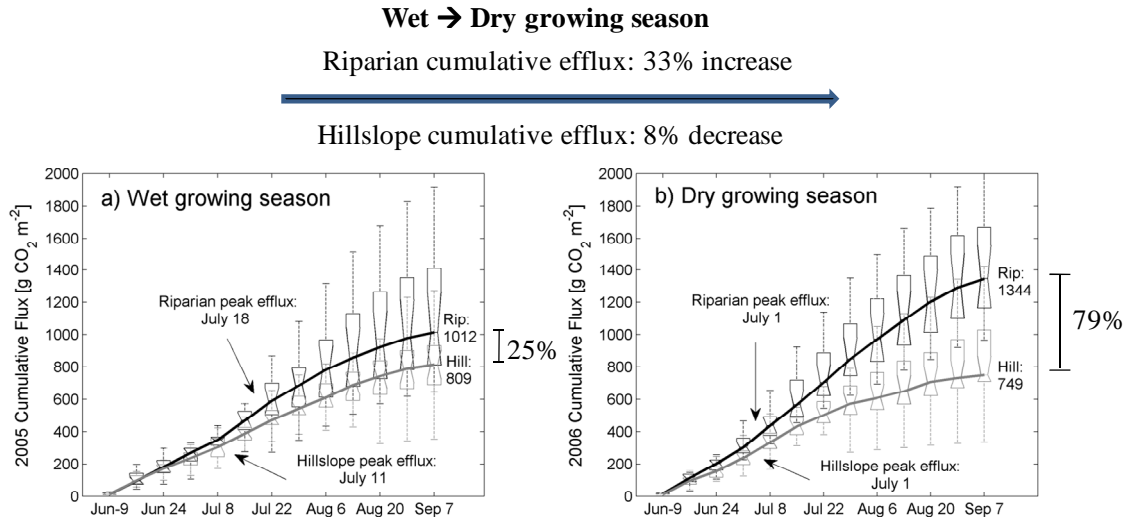 Wet → Dry growing season
Riparian cumulative efflux: 33% increase
Hillslope cumulative efflux: 8% decrease
a) Wet growing season
2005 Cumulative Flux [g CO₂ m⁻²]
2000
1800
1600
1400
1200
1000
800
600
400
200
0
Riparian peak efflux:
July 18
Rip:
1012
Hill:
809
25%
Hillslope peak efflux:
July 11
Jun-9 Jun 24 Jul 8 Jul 22 Aug 6 Aug 20 Sep 7
b) Dry growing season
2006 Cumulative Flux [g CO₂ m⁻²]
2000
1800
1600
1400
1200
1000
800
600
400
200
0
Riparian peak efflux:
July 1
Rip:
1344
79%
Hill:
749
Hillslope peak efflux:
July 1
Jun-9 Jun 24 Jul 8 Jul 22 Aug 6 Aug 20 Sep 7